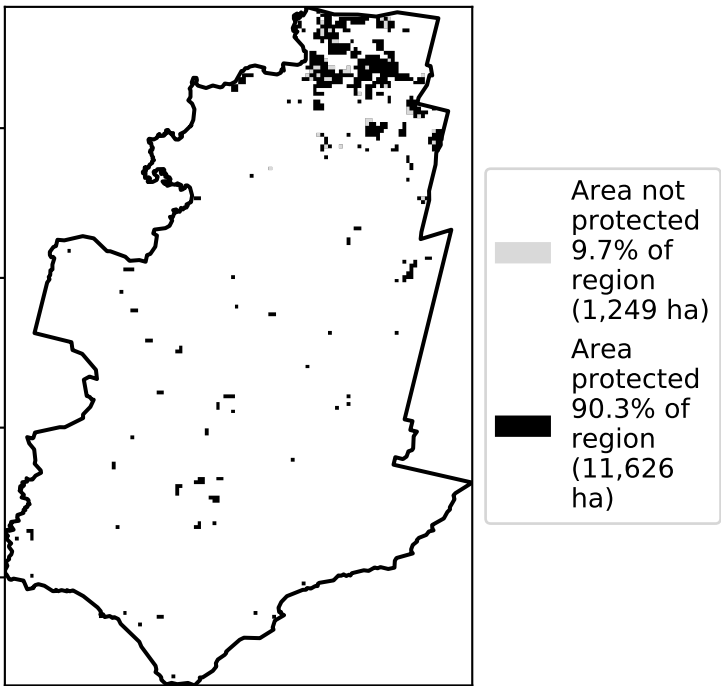 Area not
protected
9.7% of
region
(1,249 ha)
Area
protected
90.3% of
region
(11,626
ha)